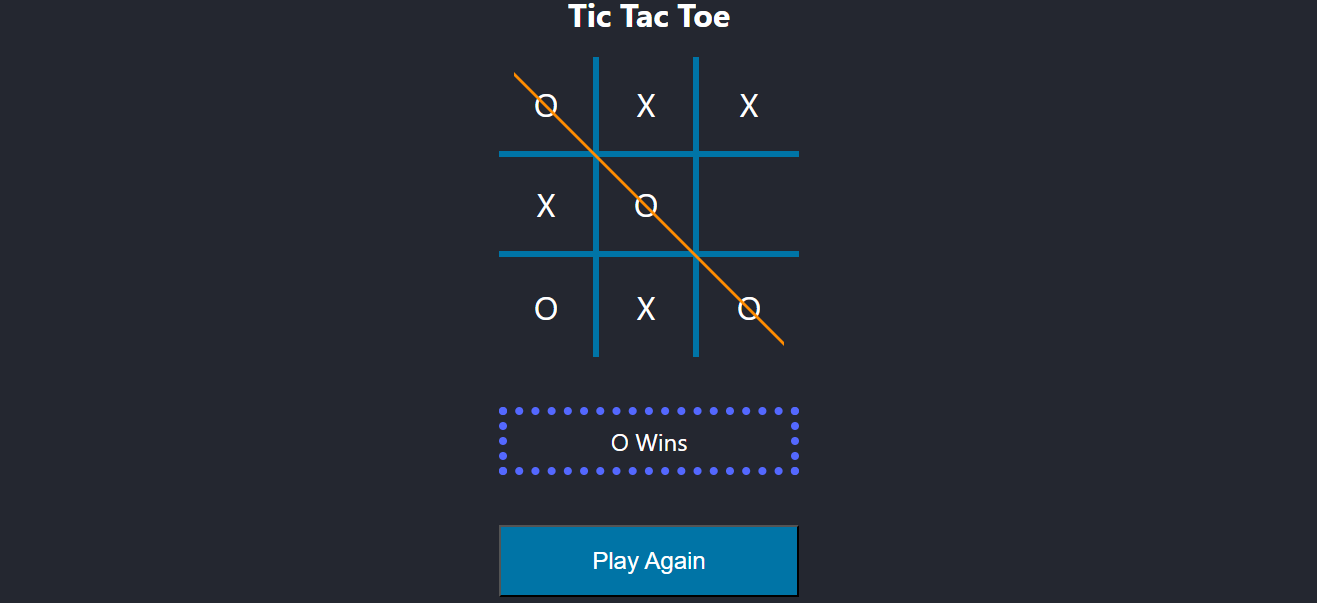 Tic Tac Toe
O X X
X O
O X O
O Wins
Play Again